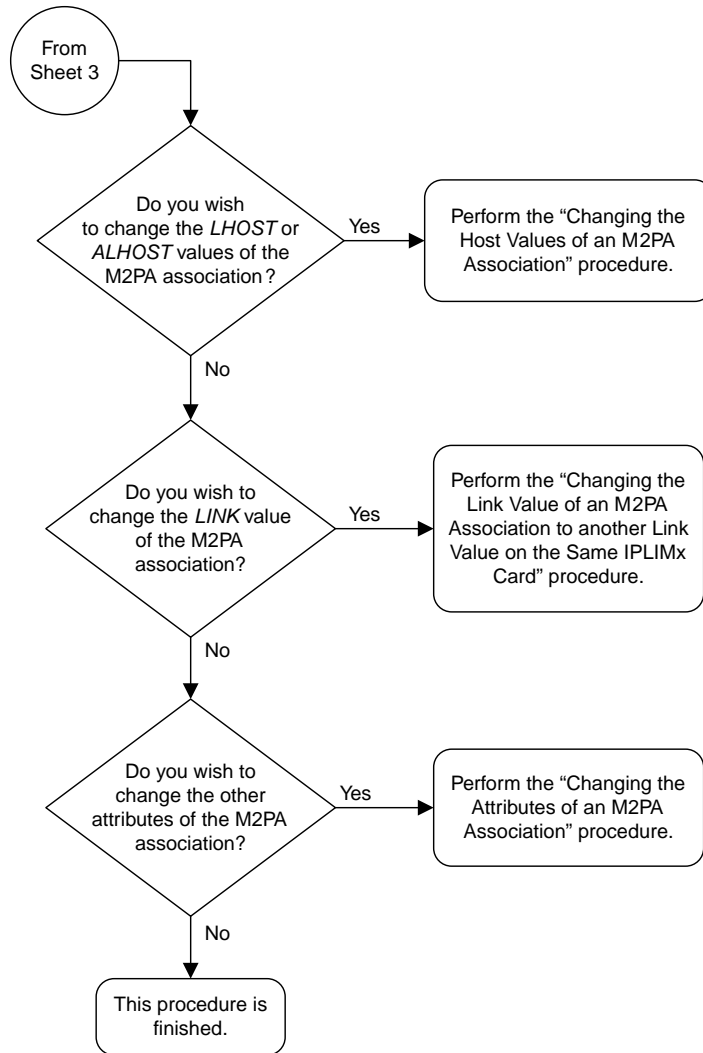 From
Sheet 3
Do you wish
to change the LHOST or
ALHOST values of the
M2PA association?
Yes
Perform the “Changing the
Host Values of an M2PA
Association” procedure.
No
Do you wish to
change the LINK value
of the M2PA
association?
Yes
Perform the “Changing the
Link Value of an M2PA
Association to another Link
Value on the Same IPLIMx
Card” procedure.
No
Do you wish to
change the other
attributes of the M2PA
association?
Yes
Perform the “Changing the
Attributes of an M2PA
Association” procedure.
No
This procedure is
finished.